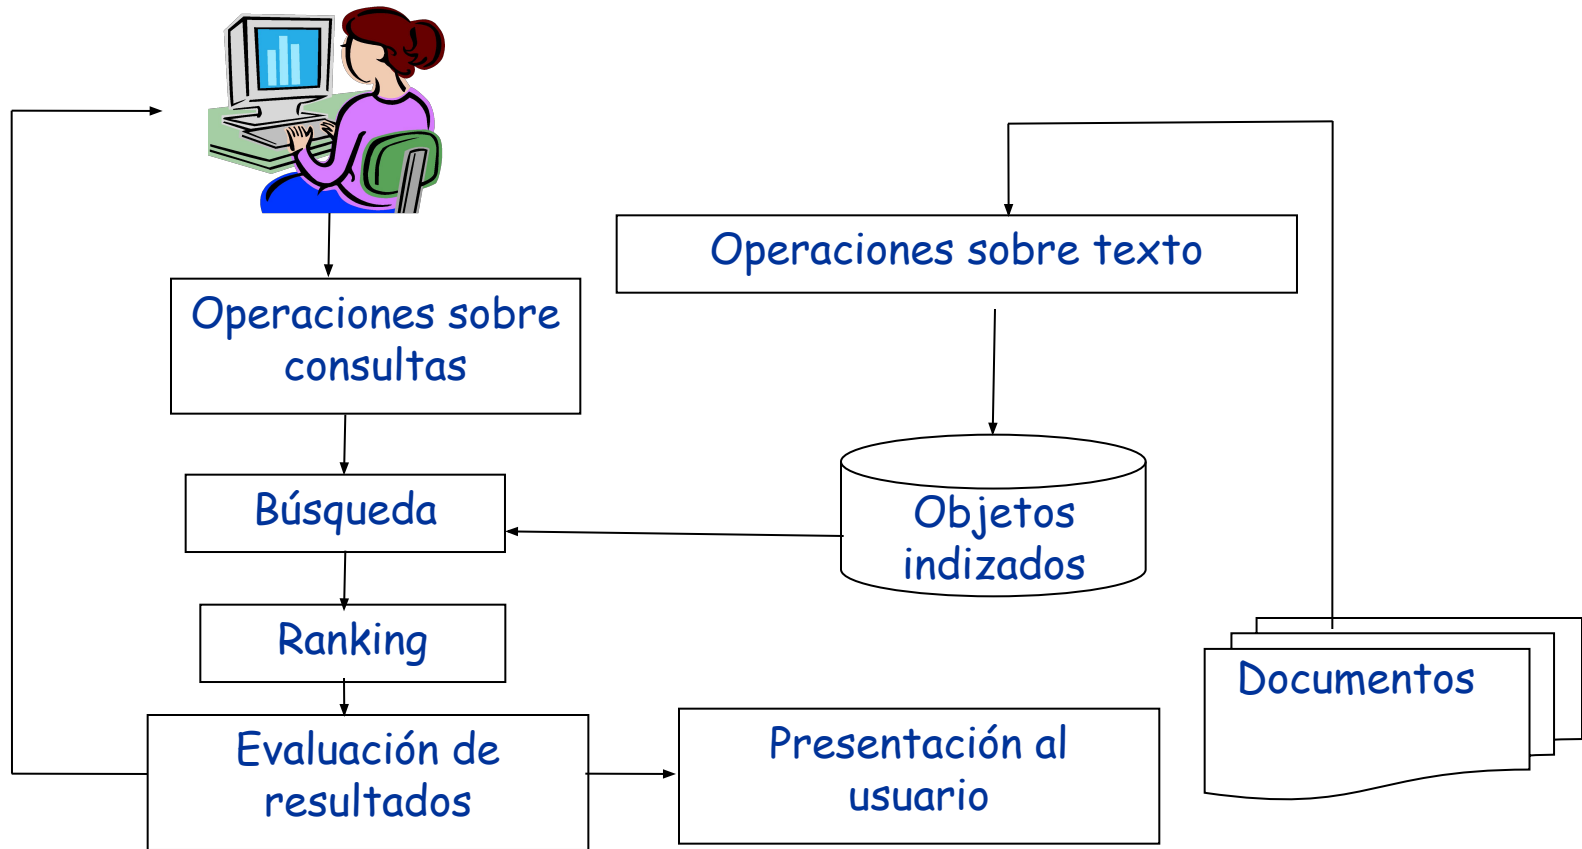 Operaciones sobre texto
Operaciones sobre
consultas
Búsqueda
Objetos
indizados
Ranking
Documentos
Evaluación de
resultados
Presentación al
usuario